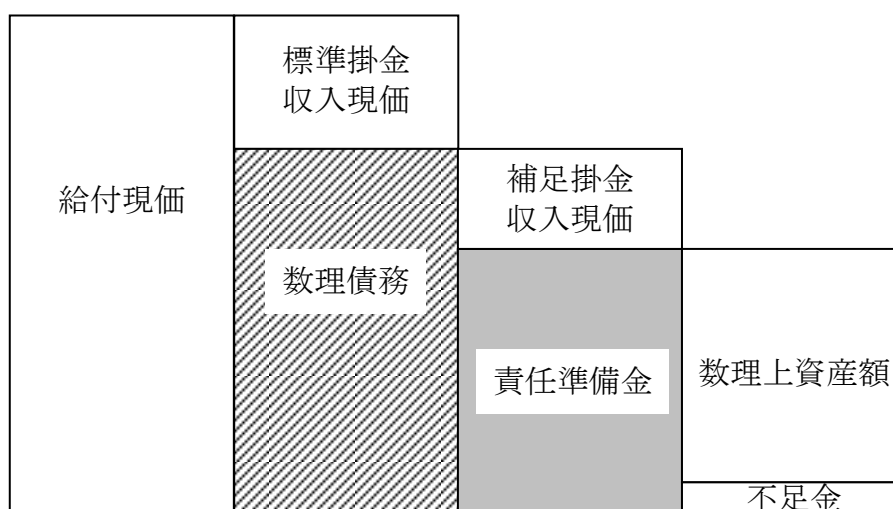 給付現価
標準掛金
収入現価
数理債務
補足掛金
収入現価
責任準備金
数理上資産額
不足金